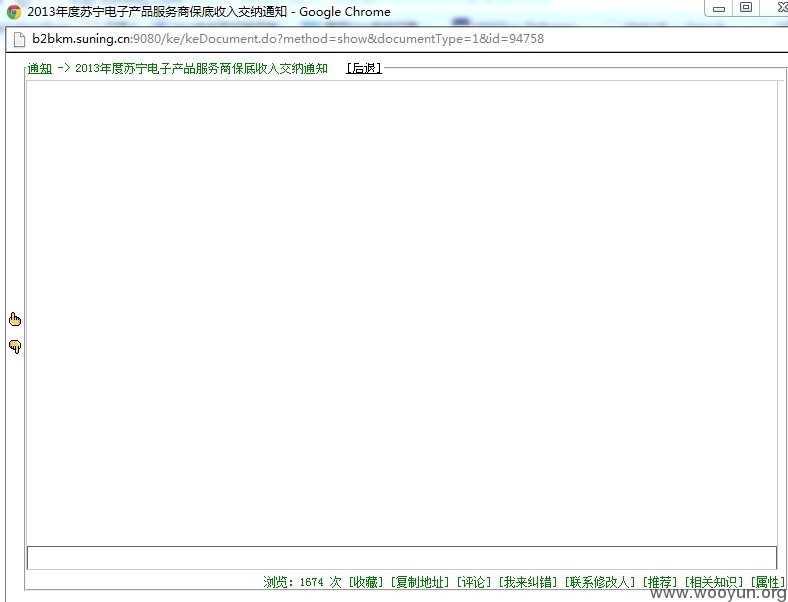 2013年度苏宁电子产品服务商保底收入交纳通知 - Google Chrome
b2bkm.suning.cn:9080/ke/keDocument.do?method=show&documentType=1&id=94758
通知 -> 2013年度苏宁电子产品服务商保底收入交纳通知 [后退]
浏览: 1674 次 [收藏] [复制地址] [评论] [我来纠错] [联系修改人] [推荐] [相关知识] [属性]
www.wooyun.org